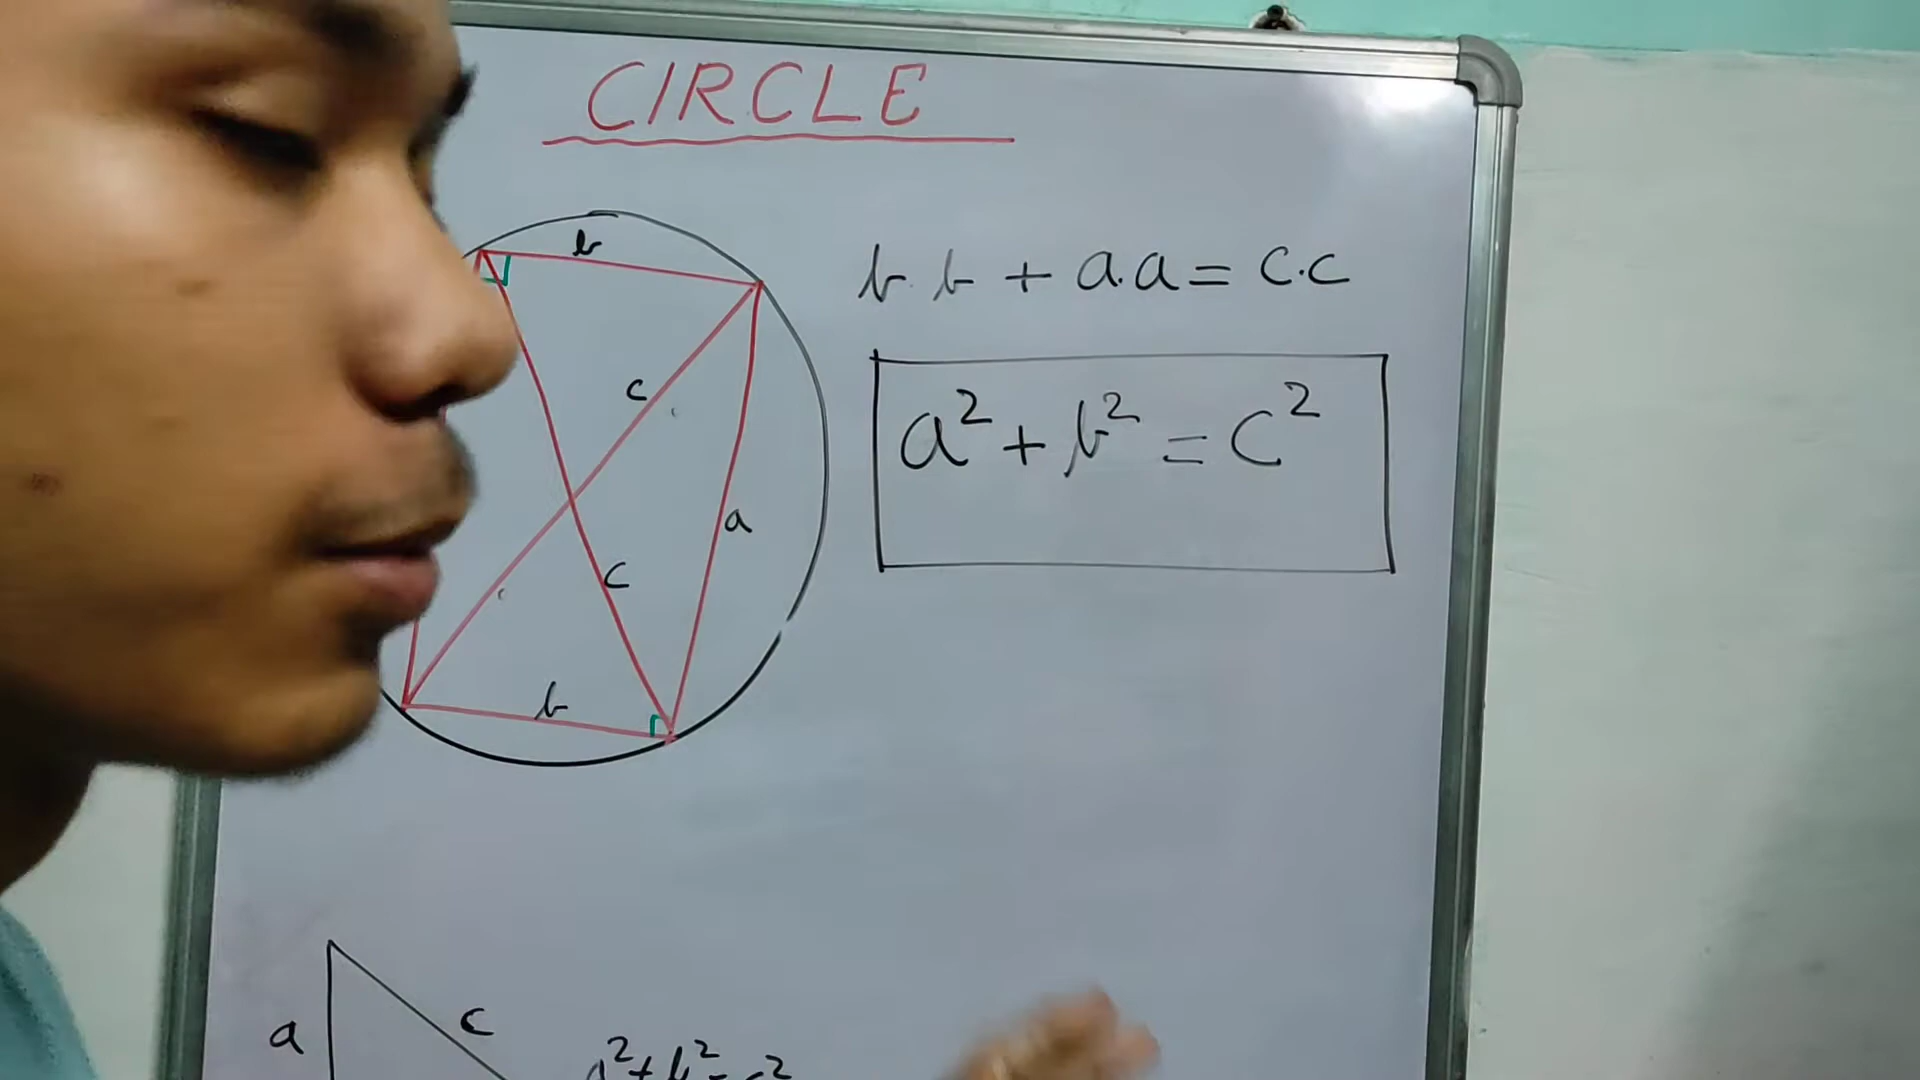 CIRCLE
b
b.b + a.a = c.c
c
a² + b² = c²
a
c
b
c
a
a²+b²=c²